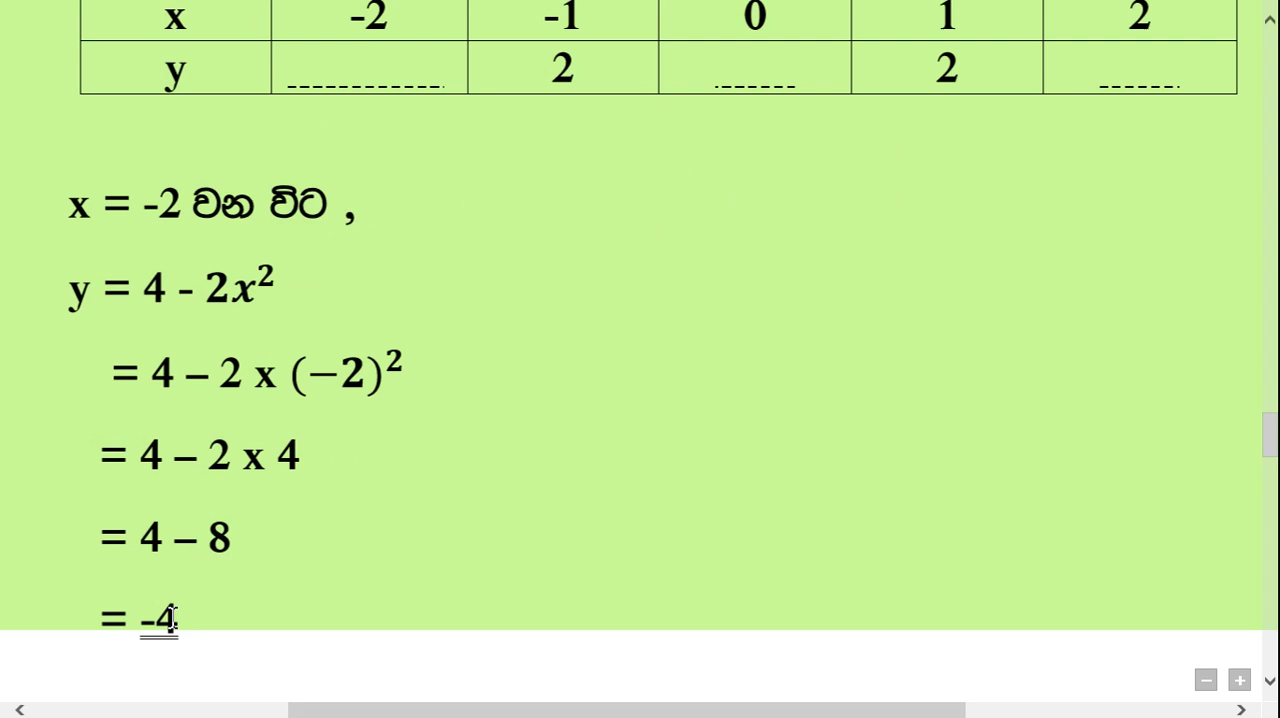 x -2 -1 0 1 2
y ............ 2 ....... 2 ......
x = -2 වන විට ,
y = 4 - 2x²
= 4 – 2 x (−2)²
= 4 – 2 x 4
= 4 – 8
= -4